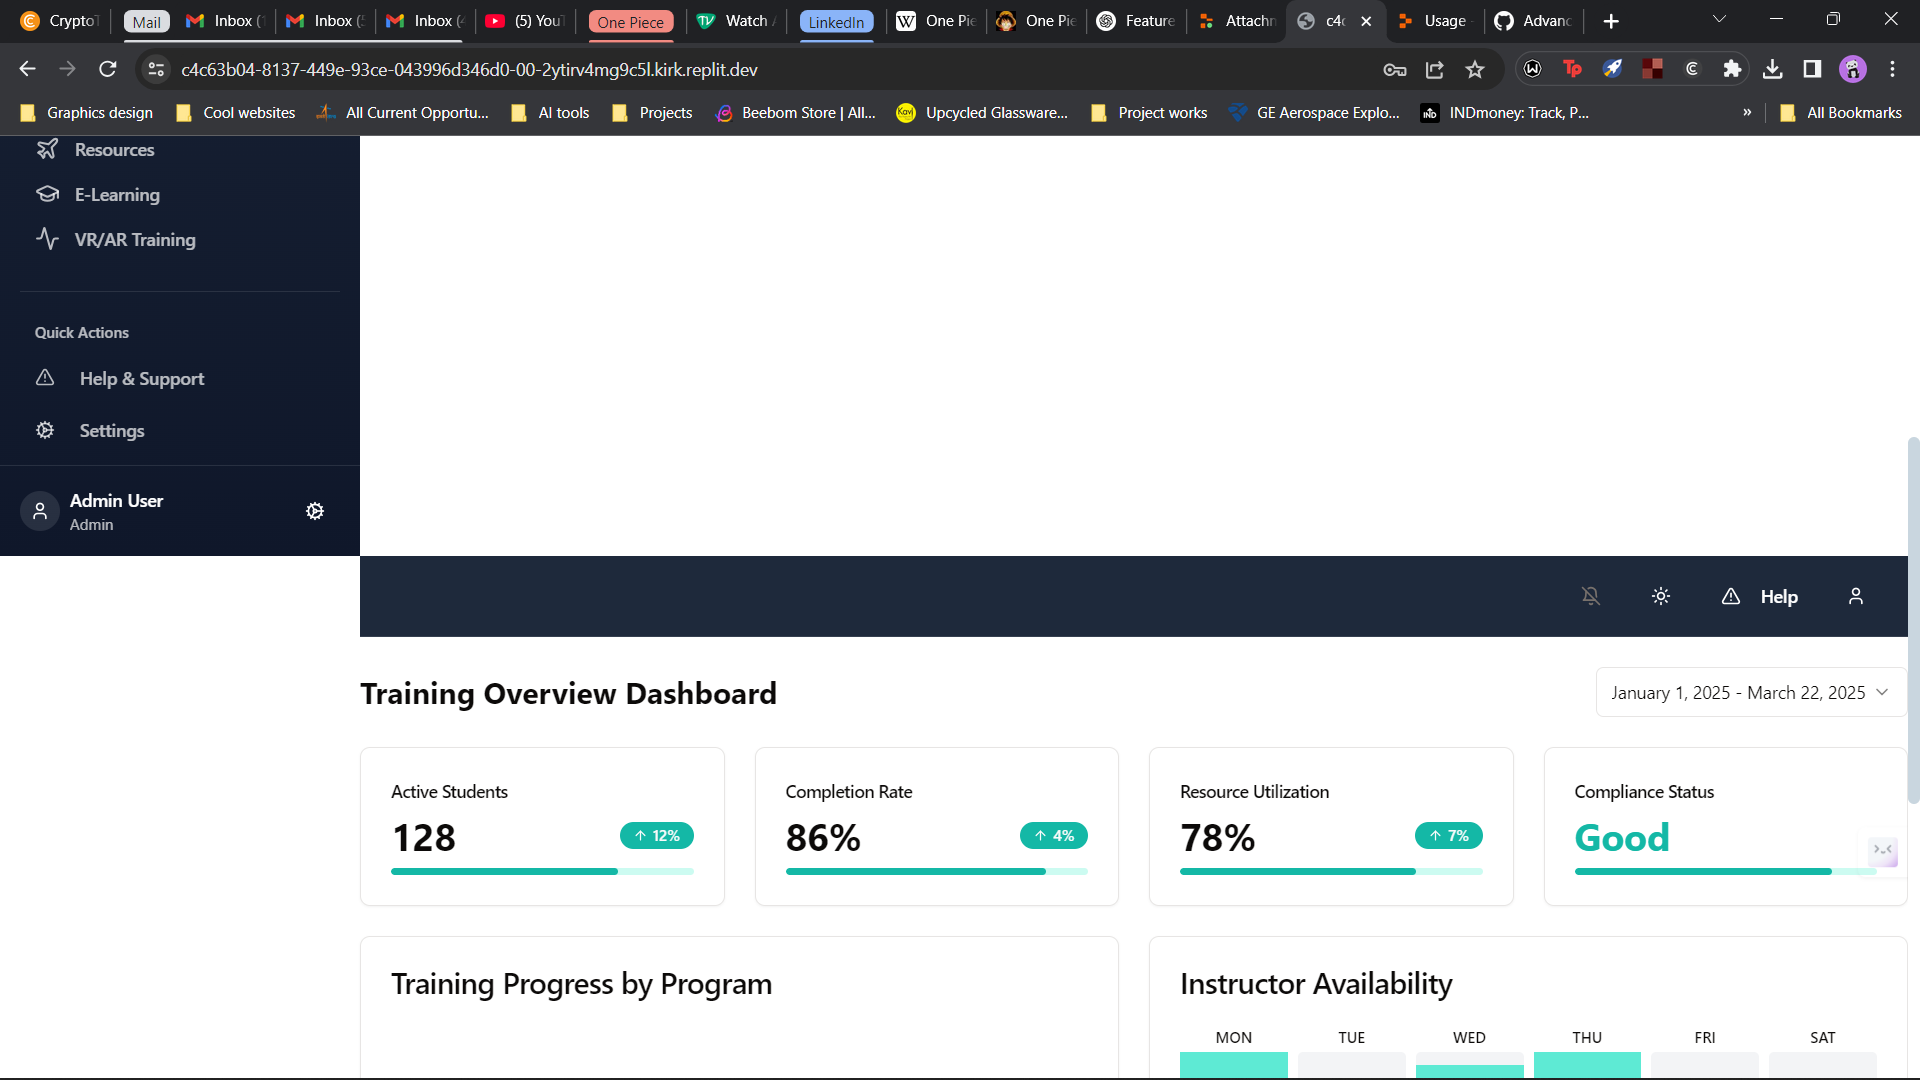 CryptoT
Mail
Inbox (1
Inbox (5
Inbox (4
(5) YouT
One Piece
Watch A
LinkedIn
One Pie
One Pie
Feature
Attachm
c4c
Usage
Advanc
c4c63b04-8137-449e-93ce-043996d346d0-00-2ytirv4mg9c5l.kirk.replit.dev
Graphics design
Cool websites
All Current Opportu...
AI tools
Projects
Beebom Store | All...
Upcycled Glassware...
Project works
GE Aerospace Explo...
INDmoney: Track, P...
»
All Bookmarks
Resources
E-Learning
VR/AR Training
Quick Actions
Help & Support
Settings
Admin User
Admin
Help
Training Overview Dashboard
January 1, 2025 - March 22, 2025
Active Students
128
↑ 12%
Completion Rate
86%
↑ 4%
Resource Utilization
78%
↑ 7%
Compliance Status
Good
Training Progress by Program
Instructor Availability
MON
TUE
WED
THU
FRI
SAT